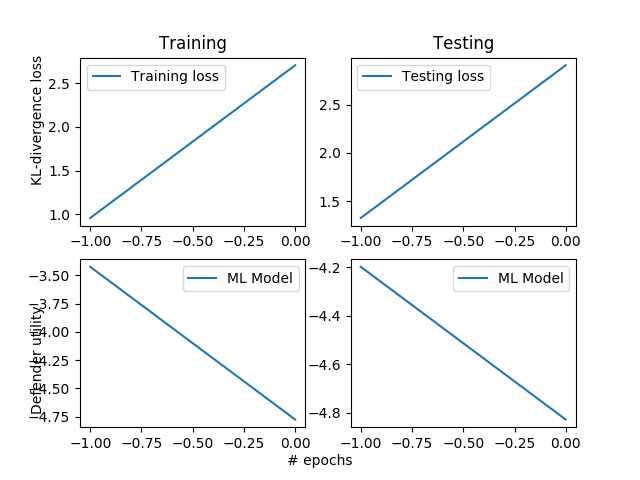 Training
Testing
KL-divergence loss
Training loss
Testing loss
2.5
2.0
1.5
1.0
2.5
2.0
1.5
−1.00 −0.75 −0.50 −0.25 0.00
−1.00 −0.75 −0.50 −0.25 0.00
Defender utility
ML Model
ML Model
−3.50
−3.75
−4.00
−4.25
−4.50
−4.75
−4.2
−4.4
−4.6
−4.8
−1.00 −0.75 −0.50 −0.25 0.00
−1.00 −0.75 −0.50 −0.25 0.00
# epochs